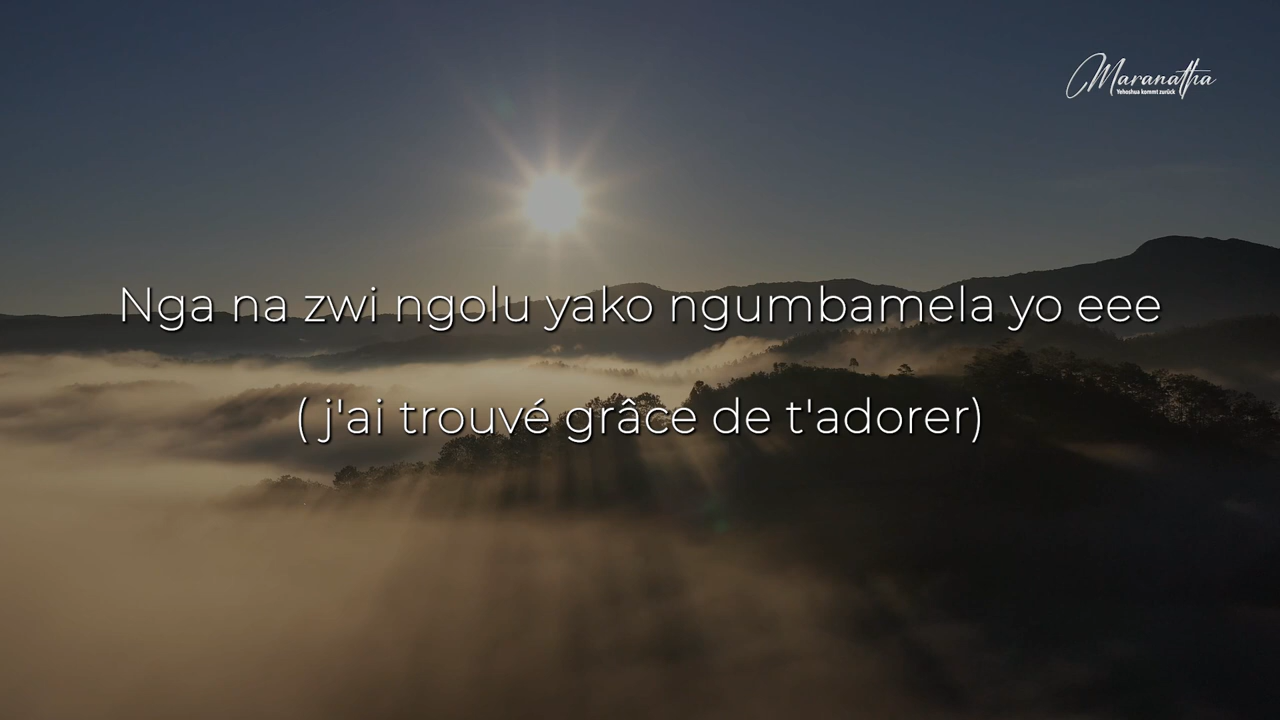 Maranatha
Yehoshua kommt zurück
Nga na zwi ngolu yako ngumbamela yo eee
( j'ai trouvé grâce de t'adorer)